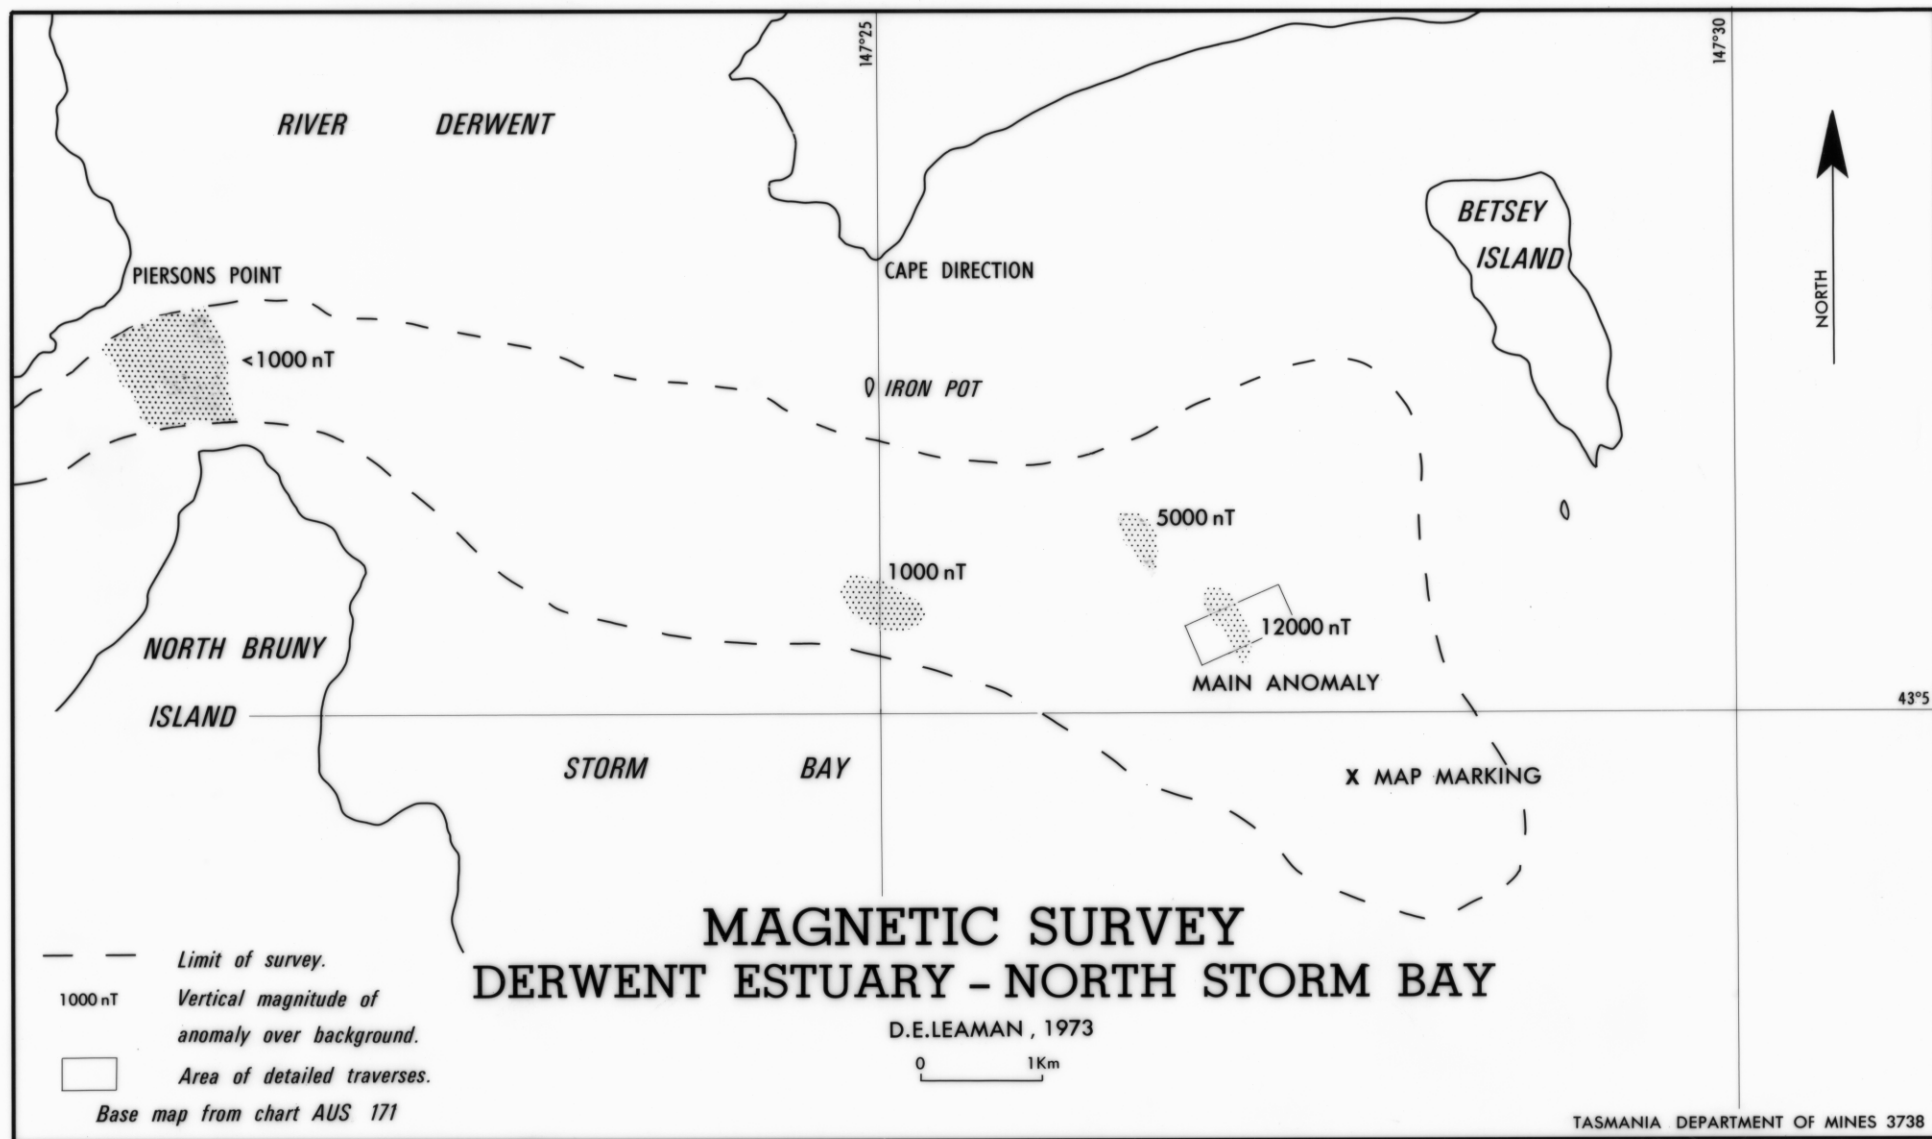 147°25
147°30
RIVER DERWENT
BETSEY
ISLAND
PIERSONS POINT
CAPE DIRECTION
NORTH
<1000 nT
IRON POT
5000 nT
1000 nT
12000 nT
NORTH BRUNY
ISLAND
MAIN ANOMALY
43°5
STORM BAY
X MAP MARKING
MAGNETIC SURVEY
DERWENT ESTUARY – NORTH STORM BAY
D.E.LEAMAN, 1973
0 1Km
Limit of survey.
1000 nT Vertical magnitude of
anomaly over background.
Area of detailed traverses.
Base map from chart AUS 171
TASMANIA DEPARTMENT OF MINES 3738